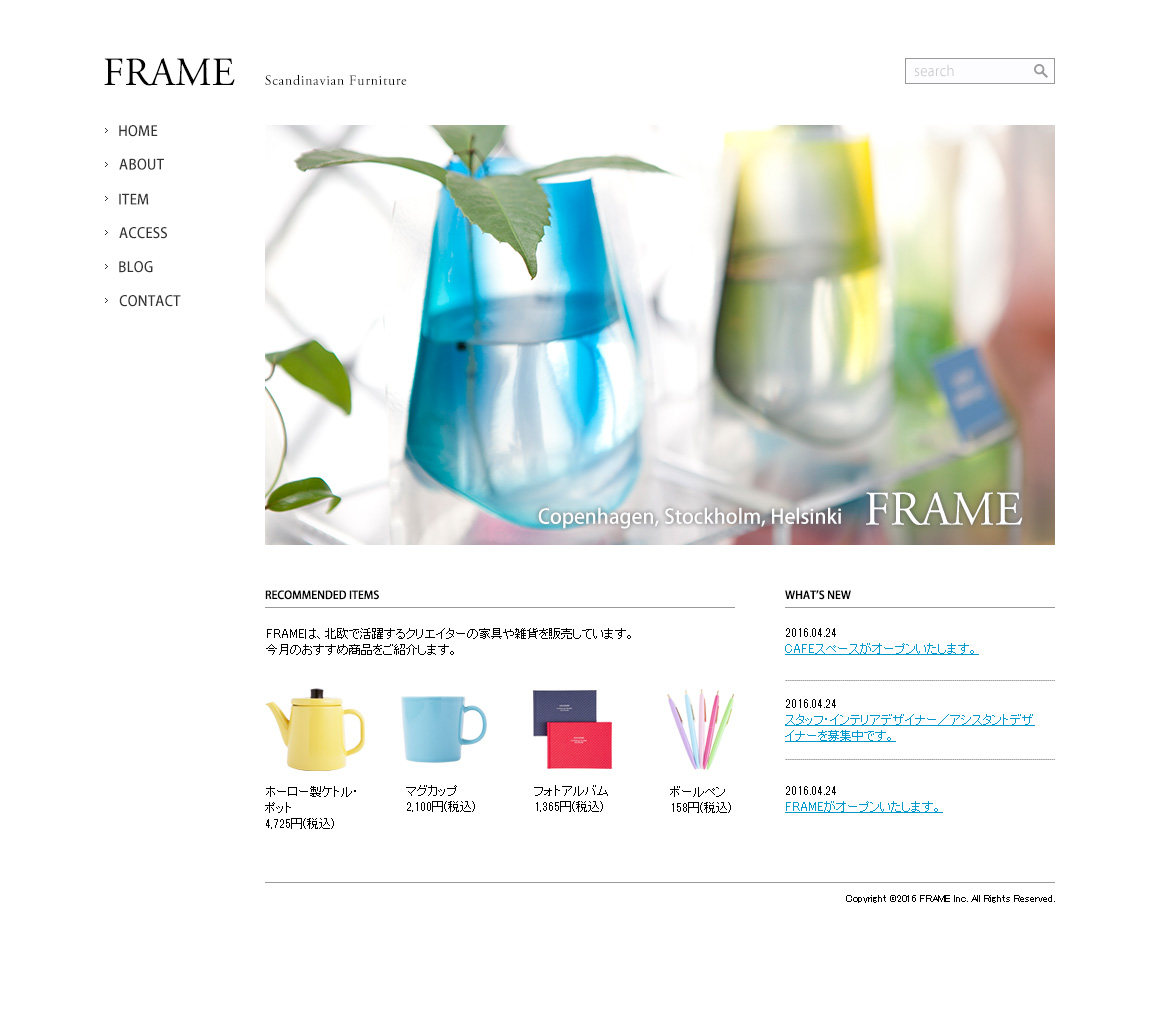 FRAME
Scandinavian Furniture
search
HOME
ABOUT
ITEM
ACCESS
BLOG
CONTACT
Copenhagen, Stockholm, Helsinki FRAME
RECOMMENDED ITEMS
FRAMEは、北欧で活躍するクリエイターの家具や雑貨を販売しています。
今月のおすすめ商品をご紹介します。
ホーロー製ケトル・
ポット
4,725円(税込)
マグカップ
2,100円(税込)
フォトアルバム
1,365円(税込)
ボールペン
158円(税込)
WHAT'S NEW
2016.04.24
CAFEスペースがオープンいたします。
2016.04.24
スタッフ・インテリアデザイナー／アシスタントデザ
イナーを募集中です。
2016.04.24
FRAMEがオープンいたします。
Copyright ©2016 FRAME Inc. All Rights Reserved.